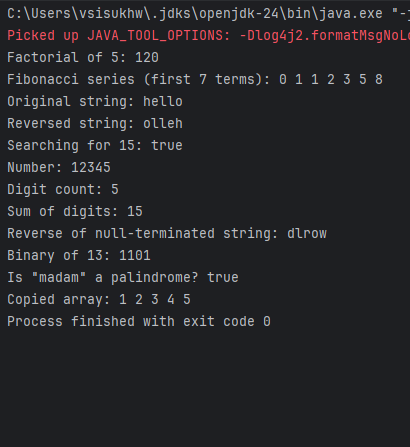 C:\Users\vsisukhw\.jdks\openjdk-24\bin\java.exe "-j
Picked up JAVA_TOOL_OPTIONS: -Dlog4j2.formatMsgNoLo
Factorial of 5: 120
Fibonacci series (first 7 terms): 0 1 1 2 3 5 8
Original string: hello
Reversed string: olleh
Searching for 15: true
Number: 12345
Digit count: 5
Sum of digits: 15
Reverse of null-terminated string: dlrow
Binary of 13: 1101
Is "madam" a palindrome? true
Copied array: 1 2 3 4 5
Process finished with exit code 0